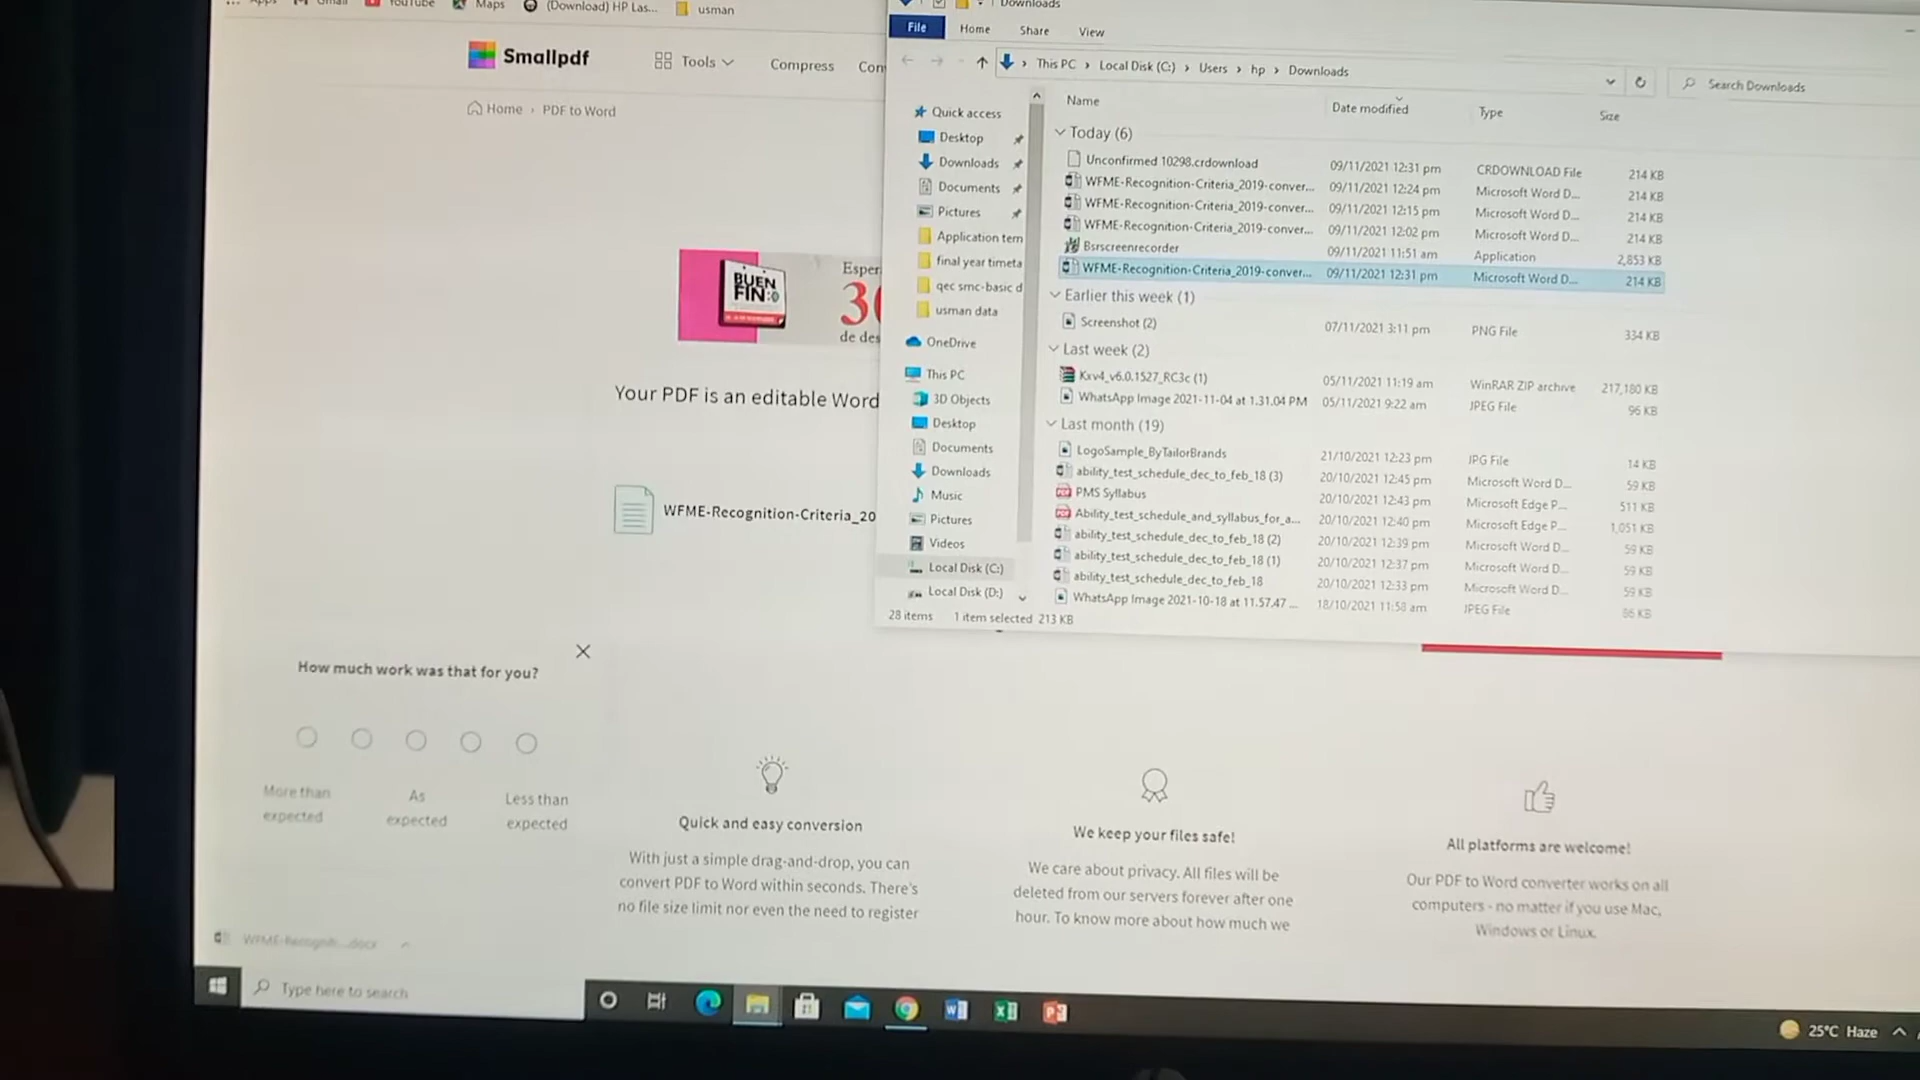 Apps
Gmail
YouTube
Maps
(Download) HP Las...
usman
Smallpdf
Tools
Compress
Home › PDF to Word
BUEN
FIN:
de des
Your PDF is an editable Word
WFME-Recognition-Criteria_20
How much work was that for you?
More than
expected
As
expected
Less than
expected
Quick and easy conversion
With just a simple drag-and-drop, you can
convert PDF to Word within seconds. There's
no file size limit nor even the need to register
We keep your files safe!
We care about privacy. All files will be
deleted from our servers forever after one
hour. To know more about how much we
All platforms are welcome!
Our PDF to Word converter works on all
computers - no matter if you use Mac,
Windows or Linux.
WFME-Recogniti....docx
Downloads
File Home Share View
This PC › Local Disk (C:) › Users › hp › Downloads
Search Downloads
Quick access
Desktop
Downloads
Documents
Pictures
Application tem
final year timeta
qec smc-basic d
usman data
OneDrive
This PC
3D Objects
Desktop
Documents
Downloads
Music
Pictures
Videos
Local Disk (C:)
Local Disk (D:)
Name Date modified Type Size
Today (6)
Unconfirmed 10298.crdownload 09/11/2021 12:31 pm CRDOWNLOAD File 214 KB
WFME-Recognition-Criteria_2019-conver... 09/11/2021 12:24 pm Microsoft Word D... 214 KB
WFME-Recognition-Criteria_2019-conver... 09/11/2021 12:15 pm Microsoft Word D... 217 KB
WFME-Recognition-Criteria_2019-conver... 09/11/2021 12:02 pm Microsoft Word D... 214 KB
Bsrscreenrecorder 09/11/2021 11:51 am Application 2,853 KB
WFME-Recognition-Criteria_2019-conver... 09/11/2021 12:31 pm Microsoft Word D... 214 KB
Earlier this week (1)
Screenshot (2) 07/11/2021 3:11 pm PNG File 334 KB
Last week (2)
Kxv4_v6.0.1527_RC3c (1) 05/11/2021 11:19 am WinRAR ZIP archive 217,180 KB
WhatsApp Image 2021-11-04 at 1.31.04 PM 05/11/2021 9:22 am JPEG File 96 KB
Last month (19)
LogoSample_ByTailorBrands 21/10/2021 12:23 pm JPG File 14 KB
ability_test_schedule_dec_to_feb_18 (3) 20/10/2021 12:45 pm Microsoft Word D... 59 KB
PMS Syllabus 20/10/2021 12:43 pm Microsoft Edge P... 511 KB
Ability_test_schedule_and_syllabus_for_a... 20/10/2021 12:40 pm Microsoft Edge P... 1,051 KB
ability_test_schedule_dec_to_feb_18 (2) 20/10/2021 12:39 pm Microsoft Word D... 59 KB
ability_test_schedule_dec_to_feb_18 (1) 20/10/2021 12:37 pm Microsoft Word D... 59 KB
ability_test_schedule_dec_to_feb_18 20/10/2021 12:33 pm Microsoft Word D... 59 KB
WhatsApp Image 2021-10-18 at 11.57.47 ... 18/10/2021 11:58 am JPEG File 86 KB
28 items 1 item selected 213 KB
Type here to search
25°C Haze